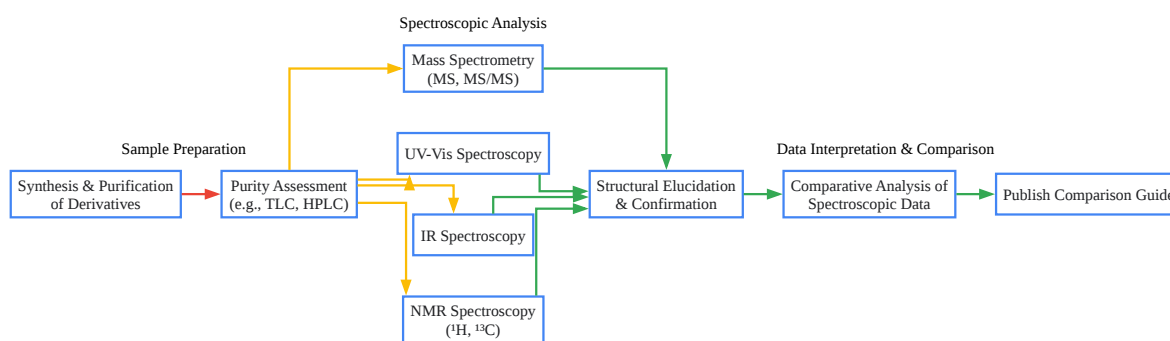 Spectroscopic Analysis
Mass Spectrometry
(MS, MS/MS)
Sample Preparation
UV-Vis Spectroscopy
Data Interpretation & Comparison
Synthesis & Purification
of Derivatives
Purity Assessment
(e.g., TLC, HPLC)
Structural Elucidation
& Confirmation
Comparative Analysis of
Spectroscopic Data
Publish Comparison Guide
IR Spectroscopy
NMR Spectroscopy
(¹H, ¹³C)